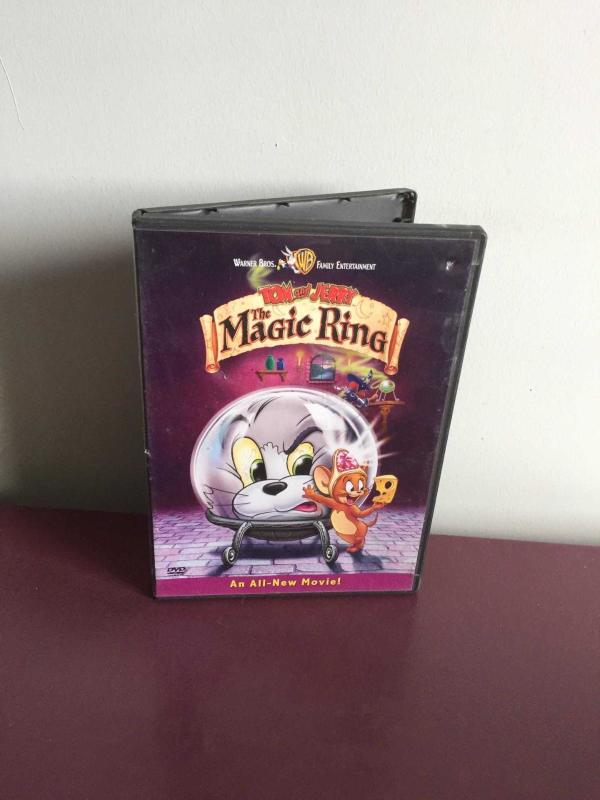 WARNER BROS. WB FAMILY ENTERTAINMENT
TOM and JERRY
The
MAGIC RING
DVD
An All-New Movie!